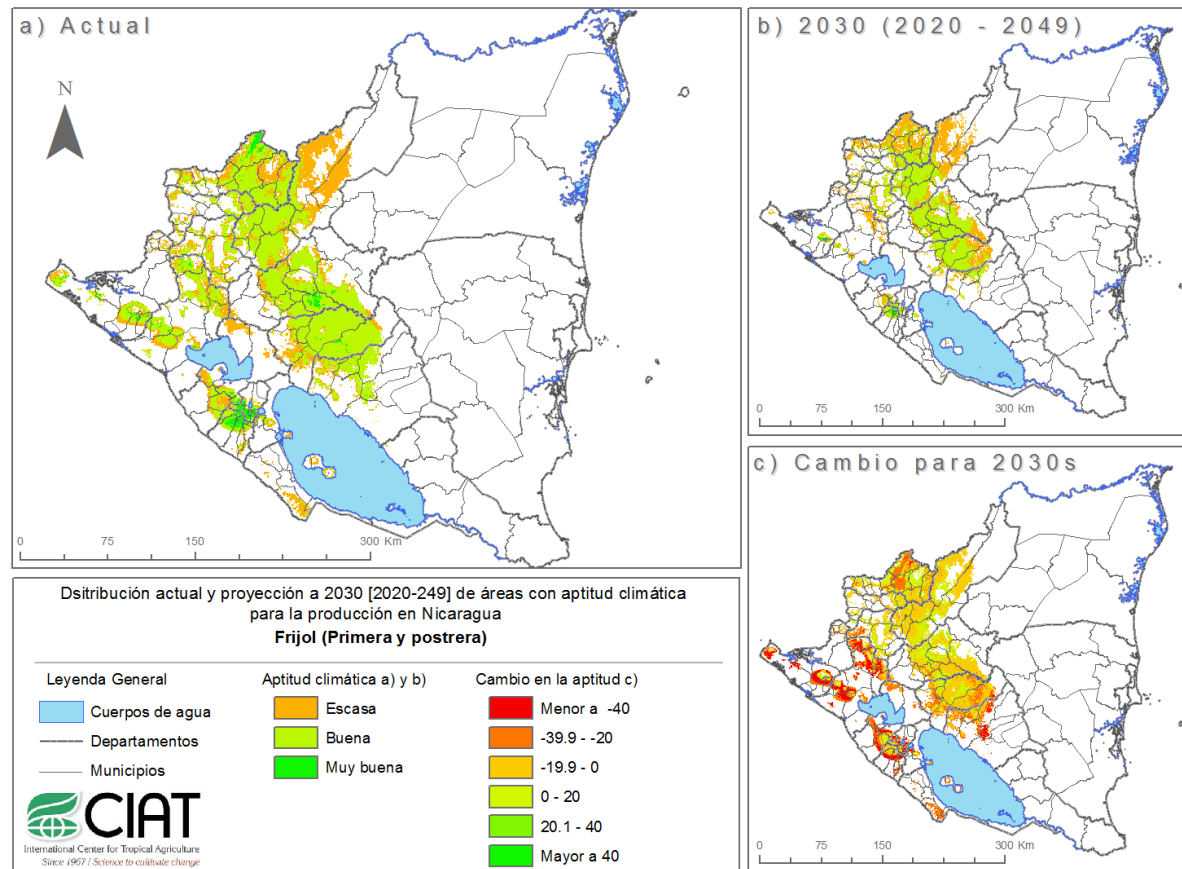 a) Actual
N
0 75 150 300 Km
b) 2030 (2020 - 2049)
0 75 150 300 Km
c) Cambio para 2030s
0 75 150 300 Km
Dsitribución actual y proyección a 2030 [2020-249] de áreas con aptitud climática
para la producción en Nicaragua
Frijol (Primera y postrera)
Leyenda General
Cuerpos de agua
Departamentos
Municipios
Aptitud climática a) y b)
Escasa
Buena
Muy buena
Cambio en la aptitud c)
Menor a -40
-39.9 - -20
-19.9 - 0
0 - 20
20.1 - 40
Mayor a 40
CIAT
International Center for Tropical Agriculture
Since 1967 / Science to cultivate change